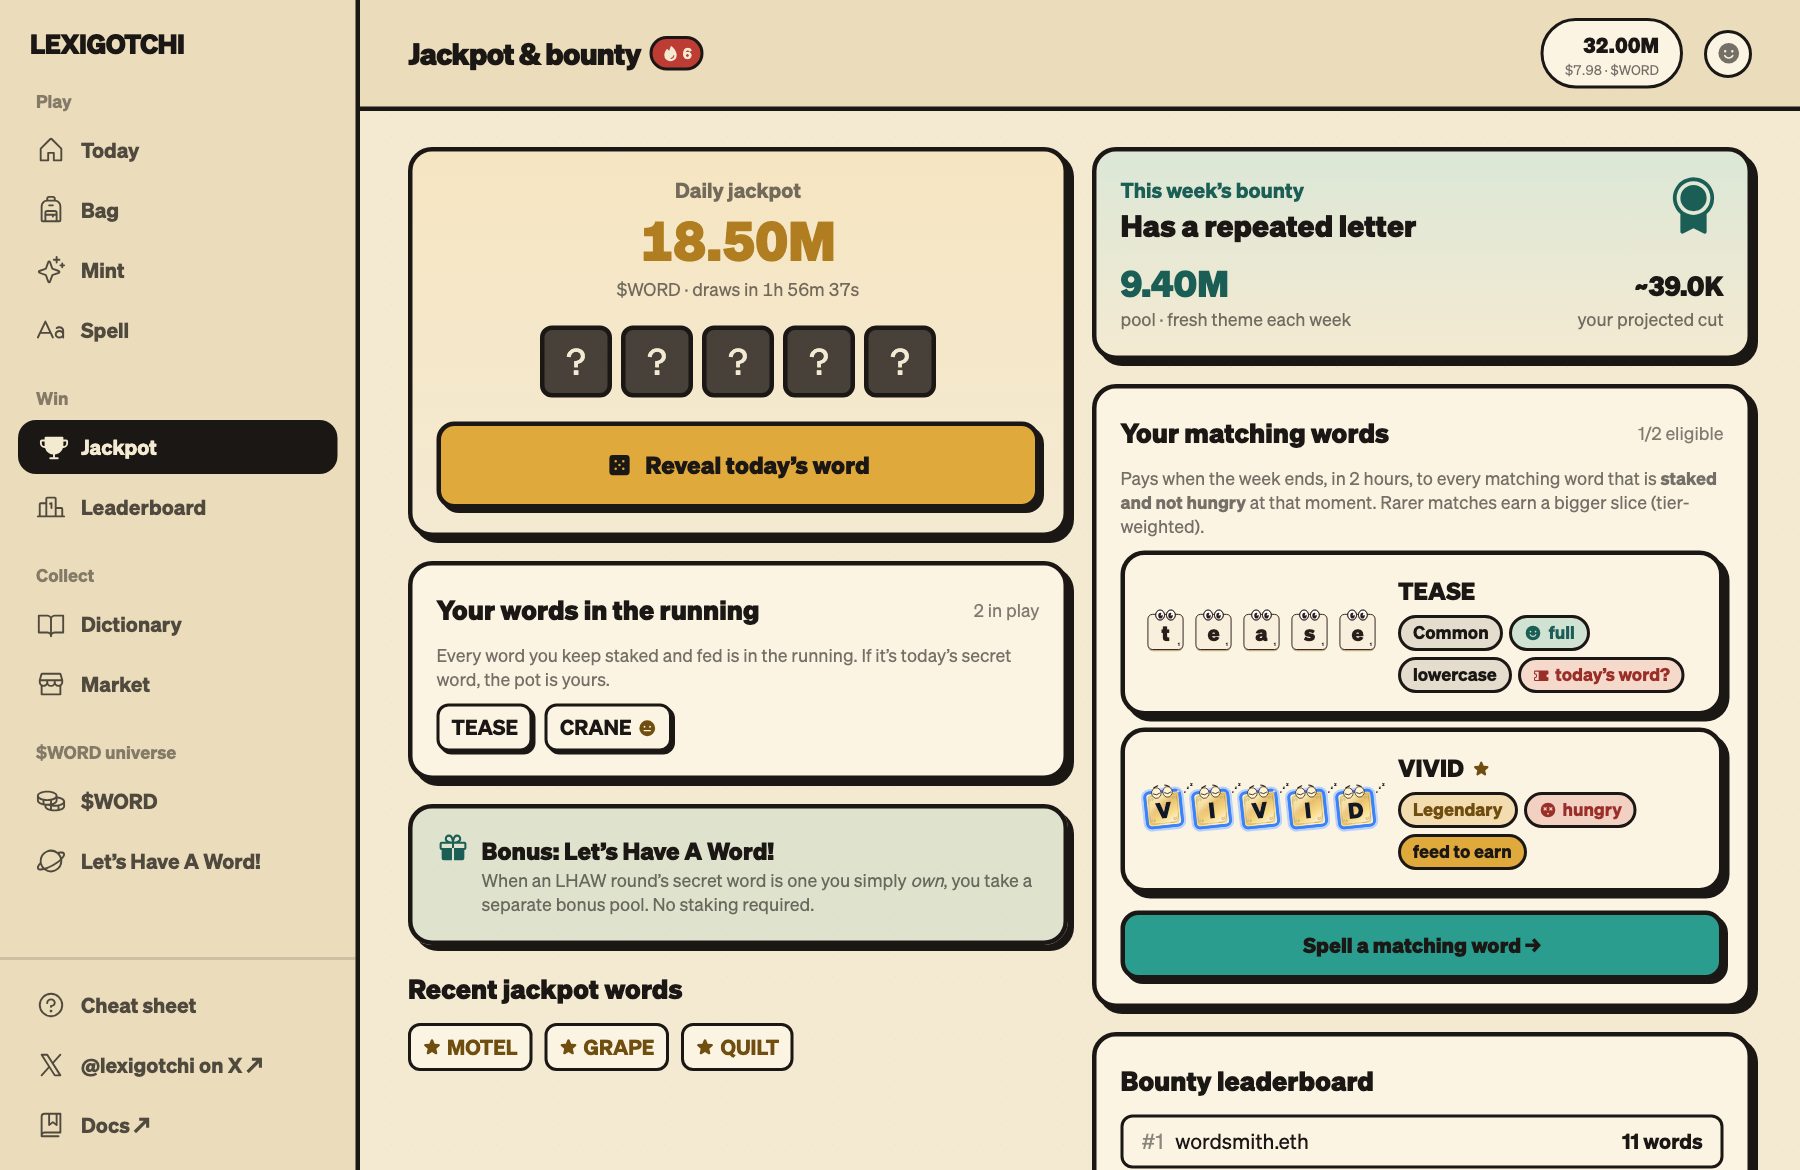 LEXIGOTCHI
Play
Today
Bag
Mint
Aa Spell
Win
Jackpot
Leaderboard
Collect
Dictionary
Market
$WORD universe
$WORD
Let's Have A Word!
Cheat sheet
@lexigotchi on X ↗
Docs ↗
Jackpot & bounty 6
32.00M
$7.98 · $WORD
Daily jackpot
18.50M
$WORD · draws in 1h 56m 37s
? ? ? ? ?
Reveal today's word
Your words in the running 2 in play
Every word you keep staked and fed is in the running. If it's today's secret
word, the pot is yours.
TEASE CRANE
Bonus: Let's Have A Word!
When an LHAW round's secret word is one you simply own, you take a
separate bonus pool. No staking required.
Recent jackpot words
MOTEL GRAPE QUILT
This week's bounty
Has a repeated letter
9.40M ~39.0K
pool · fresh theme each week your projected cut
Your matching words 1/2 eligible
Pays when the week ends, in 2 hours, to every matching word that is staked
and not hungry at that moment. Rarer matches earn a bigger slice (tier-
weighted).
t e a s e
TEASE
Common full
lowercase today's word?
V I V I D
VIVID
Legendary hungry
feed to earn
Spell a matching word →
Bounty leaderboard
#1 wordsmith.eth 11 words